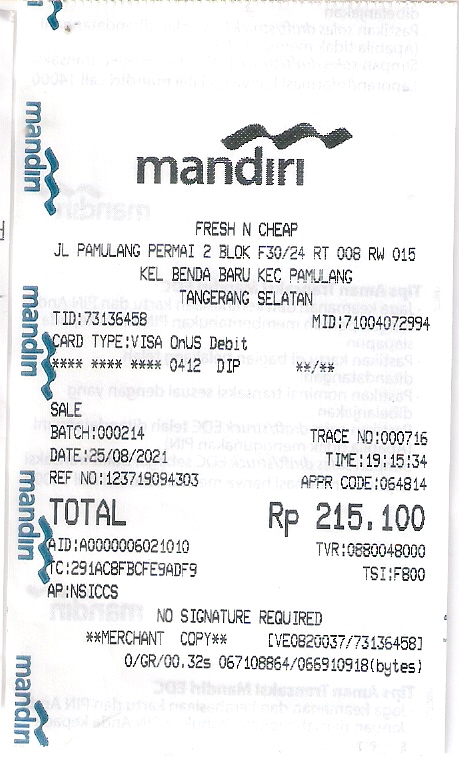 mandiri
FRESH N CHEAP
JL PAMULANG PERMAI 2 BLOK F30/24 RT 008 RW 015
KEL BENDA BARU KEC PAMULANG
TANGERANG SELATAN
TID:73136458 MID:71004072994
CARD TYPE:VISA OnUS Debit
**** **** **** 0412 DIP **/**
SALE
BATCH:000214 TRACE NO:000716
DATE:25/08/2021 TIME:19:15:34
REF NO:123719094303 APPR CODE:064814
TOTAL Rp 215.100
AID:A0000006021010 TVR:0880048000
TC:291AC8FBCFE9ADF9 TSI:F800
AP:NSICCS
NO SIGNATURE REQUIRED
**MERCHANT COPY** [VE0820037/73136458]
0/GR/00.32s 067108864/066910918(bytes)
mandiri
mandiri
mandiri
mandiri